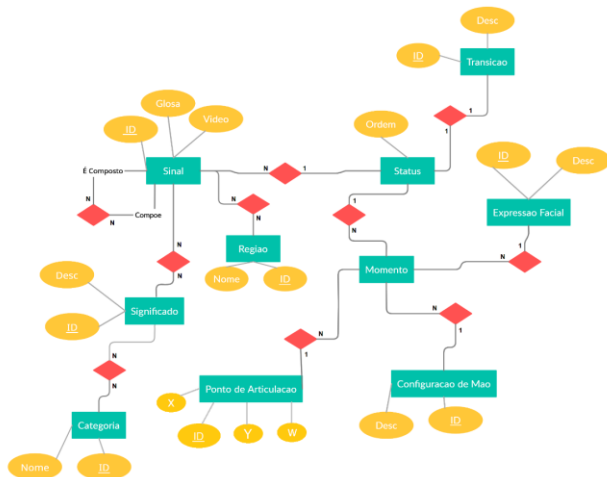 Desc
ID
Transicao
1
1
Glosa
ID
Video
Ordem
ID
Desc
É Composto
Sinal
N
1
Status
N
N
Compoe
N
N
1
N
Expressao Facial
1
N
Regiao
Momento
N
N
N
Nome
ID
Desc
ID
Significado
N
N
1
N
1
N
Ponto de Articulacao
Configuracao de Mao
X
ID
Y
W
Desc
ID
Categoria
Nome
ID